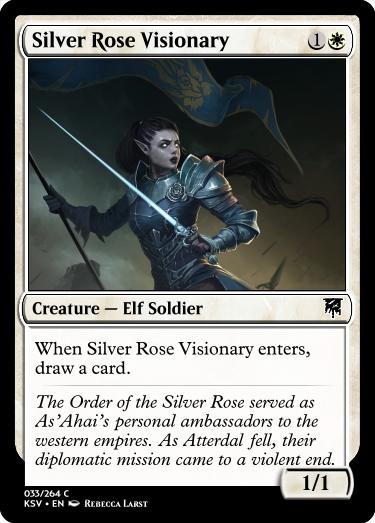 Silver Rose Visionary 1
Creature — Elf Soldier
When Silver Rose Visionary enters,
draw a card.
The Order of the Silver Rose served as
As'Ahai's personal ambassadors to the
western empires. As Atterdal fell, their
diplomatic mission came to a violent end.
1/1
033/264 C
KSV • EN Rebecca Larst